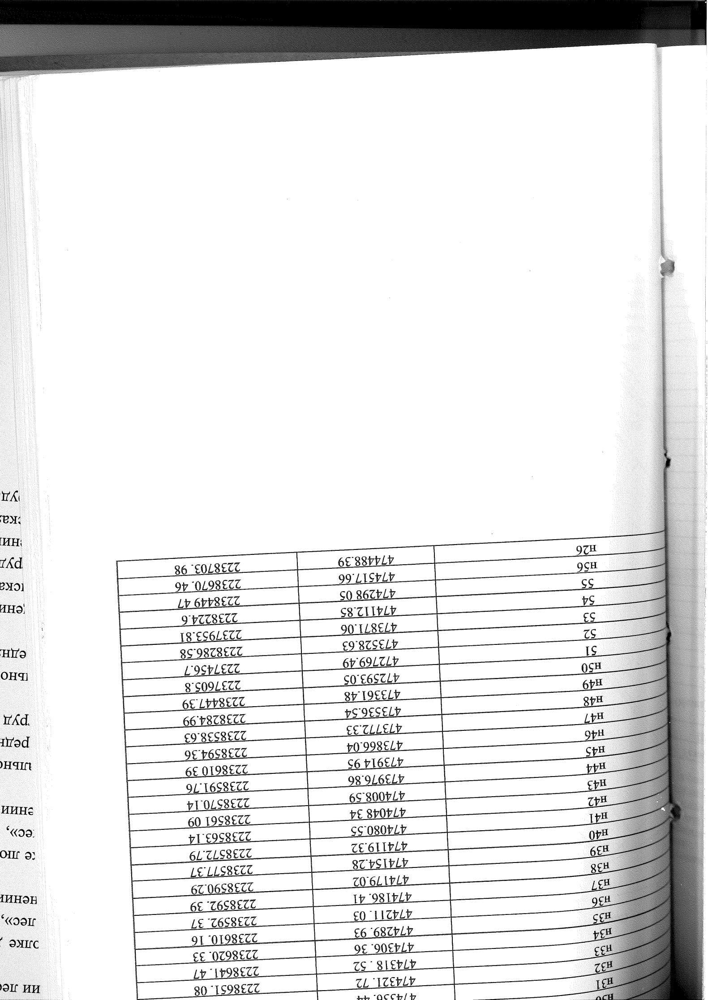 н30
н31 474336. 44
н32 474321. 72 2238651. 08
н33 474318 . 52 2238641. 47
н34 474306. 36 2238620. 33
н35 474289. 93 2238610. 16
н36 474211. 03 2238592. 37
н37 474186. 41 2238592. 39
н38 474179.02 2238590.29
н39 474154.28 2238577.37
н40 474119.32 2238572.79
н41 474080.55 2238563.14
н42 474048 34 2238561 09
н43 474008.59 2238570.14
н44 473976.86 2238591.76
н45 473914 95 2238610 39
н46 473866.04 2238594.36
н47 473772.33 2238538.63
н48 473536.54 2238284.99
н49 473361.48 2238447.39
н50 472593.05 2237605.8
51 472769.49 2237456.7
52 473528.63 2238286.58
53 473871.06 2237953.81
54 474112.85 2238224.6
55 474298 05 2238449 47
н56 474517.66 2238670. 46
н26 474488.39 2238703. 98
лес»,